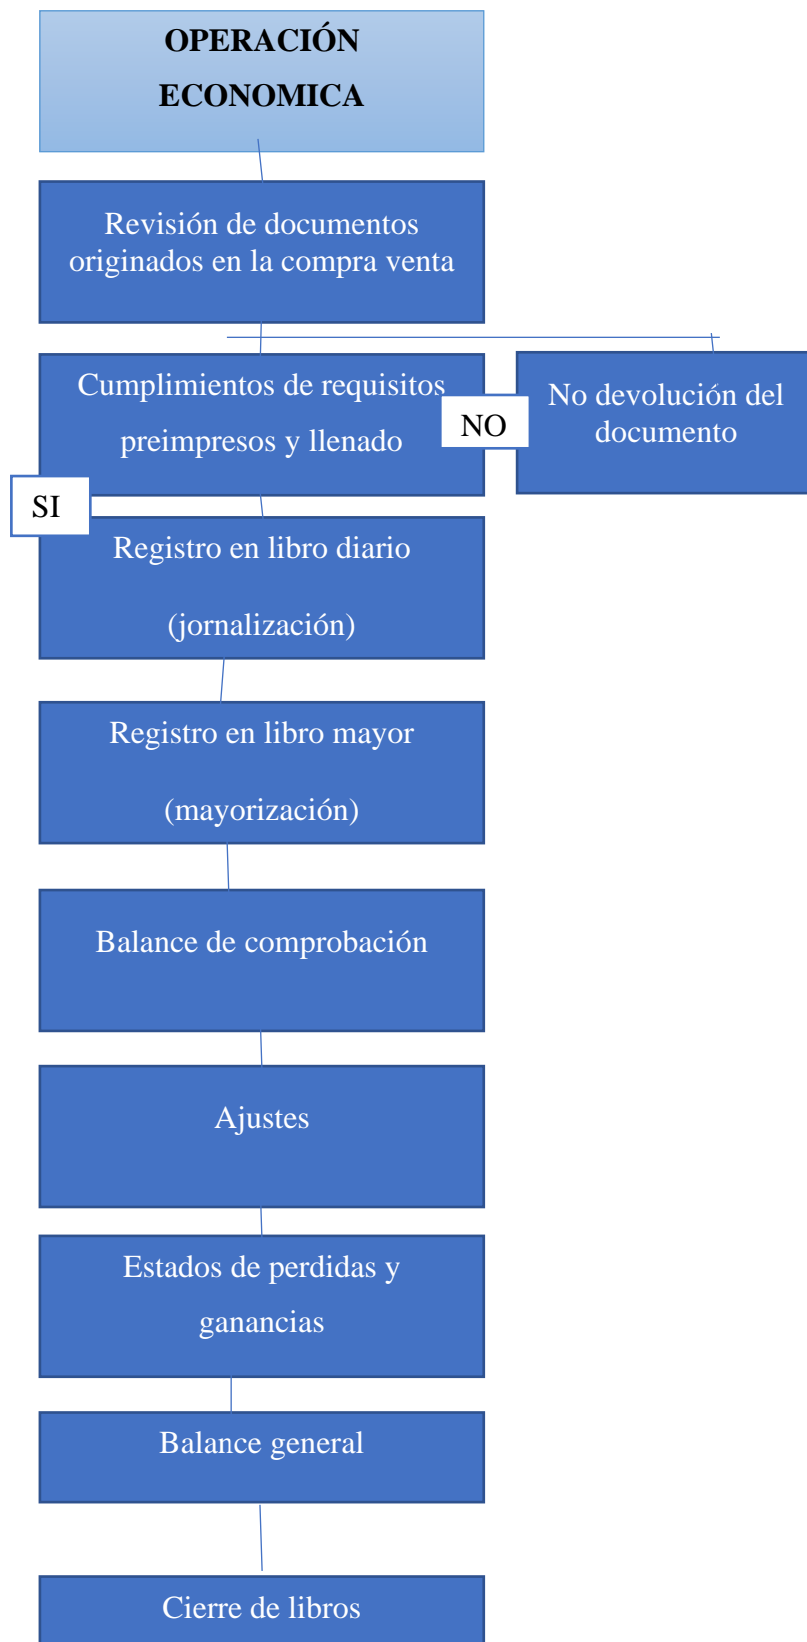 OPERACIÓN
ECONOMICA
Revisión de documentos
originados en la compra venta
Cumplimientos de requisitos
preimpresos y llenado
NO
No devolución del
documento
SI
Registro en libro diario
(jornalización)
Registro en libro mayor
(mayorización)
Balance de comprobación
Ajustes
Estados de perdidas y
ganancias
Balance general
Cierre de libros